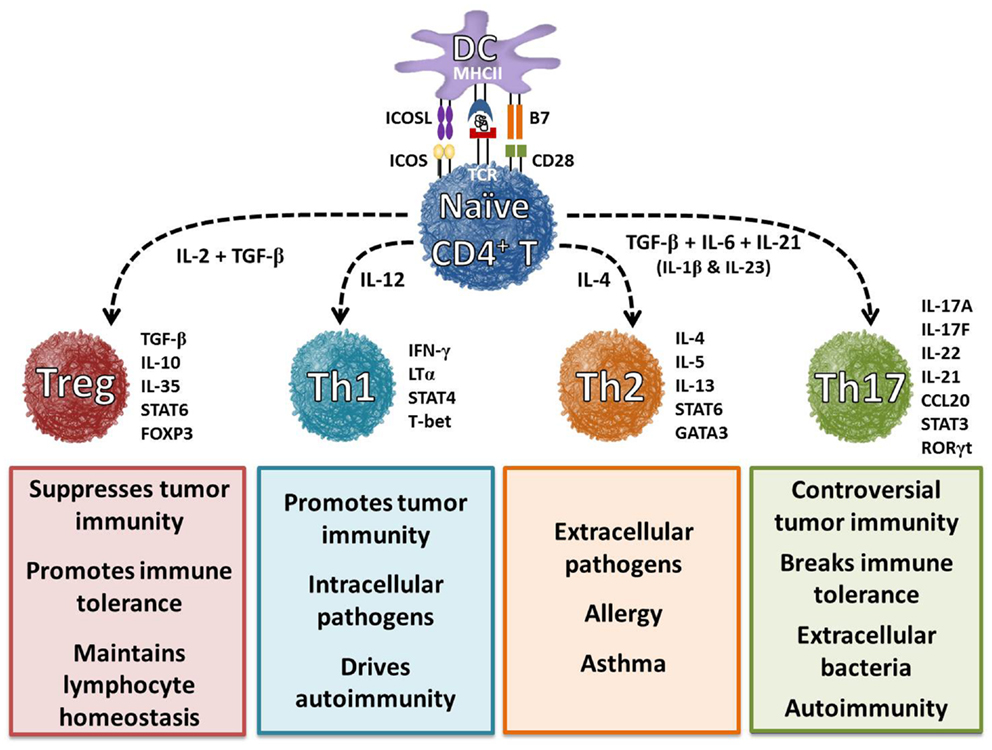 DC
MHCII
ICOSL
B7
ICOS
CD28
TCR
Naïve
CD4⁺ T
IL-2 + TGF-β
IL-12
IL-4
TGF-β + IL-6 + IL-21
(IL-1β & IL-23)
Treg
TGF-β
IL-10
IL-35
STAT6
FOXP3
Th1
IFN-γ
LTα
STAT4
T-bet
Th2
IL-4
IL-5
IL-13
STAT6
GATA3
Th17
IL-17A
IL-17F
IL-22
IL-21
CCL20
STAT3
RORγt
Suppresses tumor
immunity
Promotes immune
tolerance
Maintains
lymphocyte
homeostasis
Promotes tumor
immunity
Intracellular
pathogens
Drives
autoimmunity
Extracellular
pathogens
Allergy
Asthma
Controversial
tumor immunity
Breaks immune
tolerance
Extracellular
bacteria
Autoimmunity